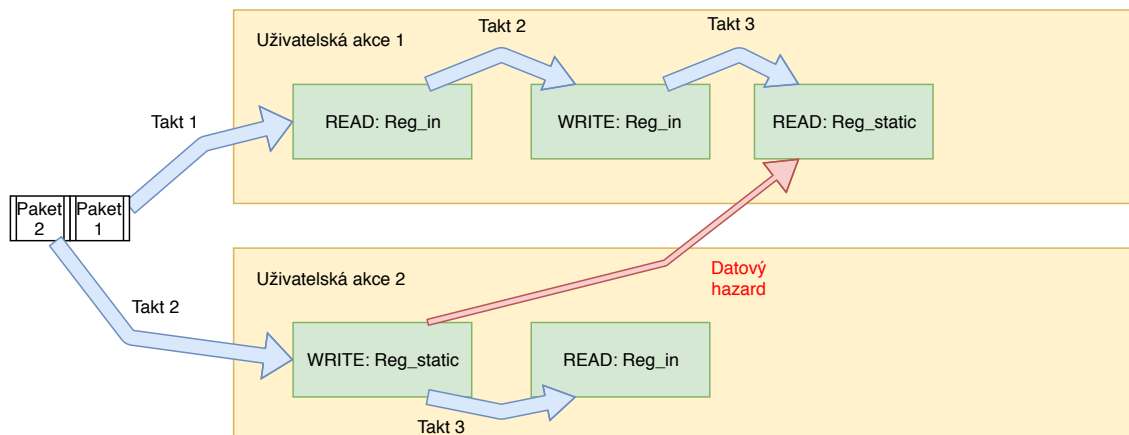 Uživatelská akce 1
Takt 2
Takt 3
READ: Reg_in
WRITE: Reg_in
READ: Reg_static
Takt 1
Paket
2
Paket
1
Takt 2
Uživatelská akce 2
Datový
hazard
WRITE: Reg_static
READ: Reg_in
Takt 3